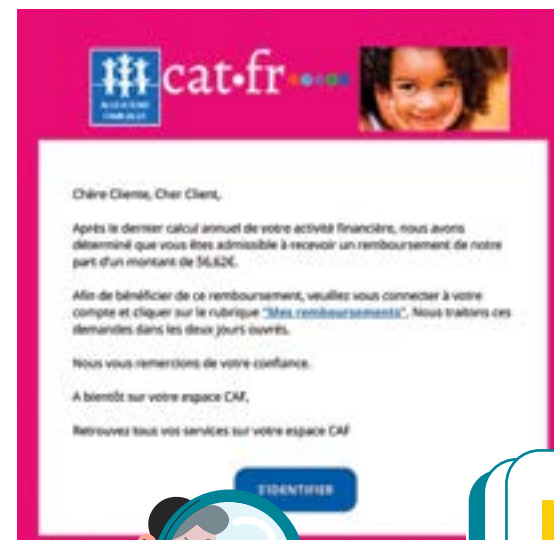 cat•fr
ALLOCATIONS
FAMILIALES
Chère Cliente, Cher Client,
Après le dernier calcul annuel de votre activité financière, nous avons
déterminé que vous êtes admissible à recevoir un remboursement de notre
part d'un montant de 56,62€.
Afin de bénéficier de ce remboursement, veuillez vous connecter à votre
compte et cliquer sur le rubrique "Mes remboursements". Nous traitons ces
demandes dans les deux jours ouvrés.
Nous vous remercions de votre confiance.
A bientôt sur votre espace CAF,
Retrouvez tous vos services sur votre espace CAF
S'IDENTIFIER